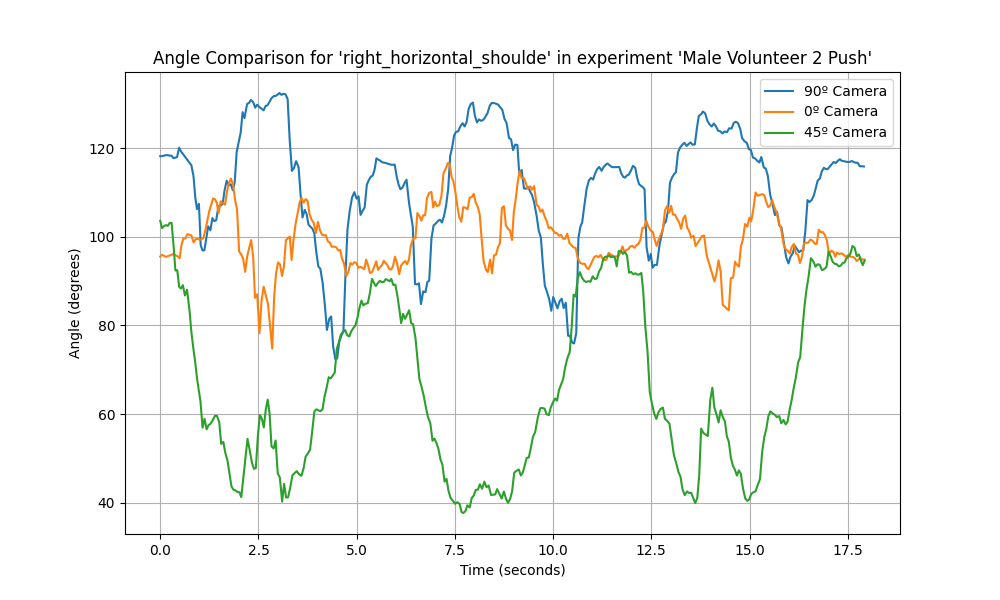 Angle Comparison for 'right_horizontal_shoulde' in experiment 'Male Volunteer 2 Push'
90º Camera
0º Camera
45º Camera
120
100
80
60
40
Angle (degrees)
0.0 2.5 5.0 7.5 10.0 12.5 15.0 17.5
Time (seconds)